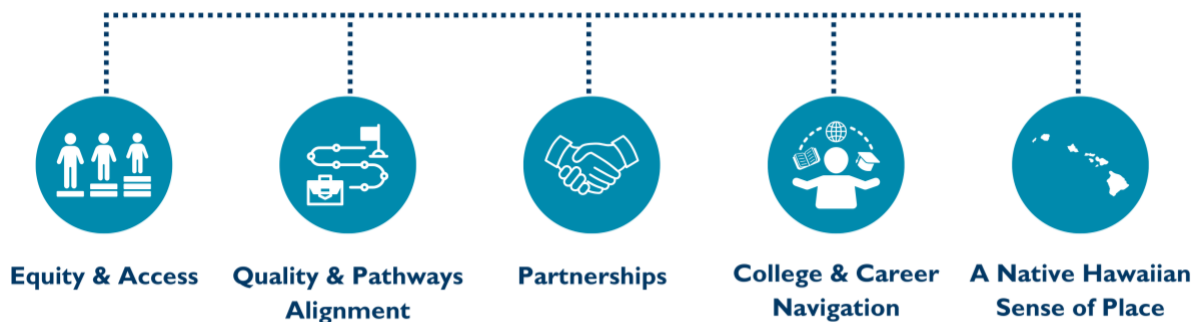 Equity & Access
Quality & Pathways
Alignment
Partnerships
College & Career
Navigation
A Native Hawaiian
Sense of Place